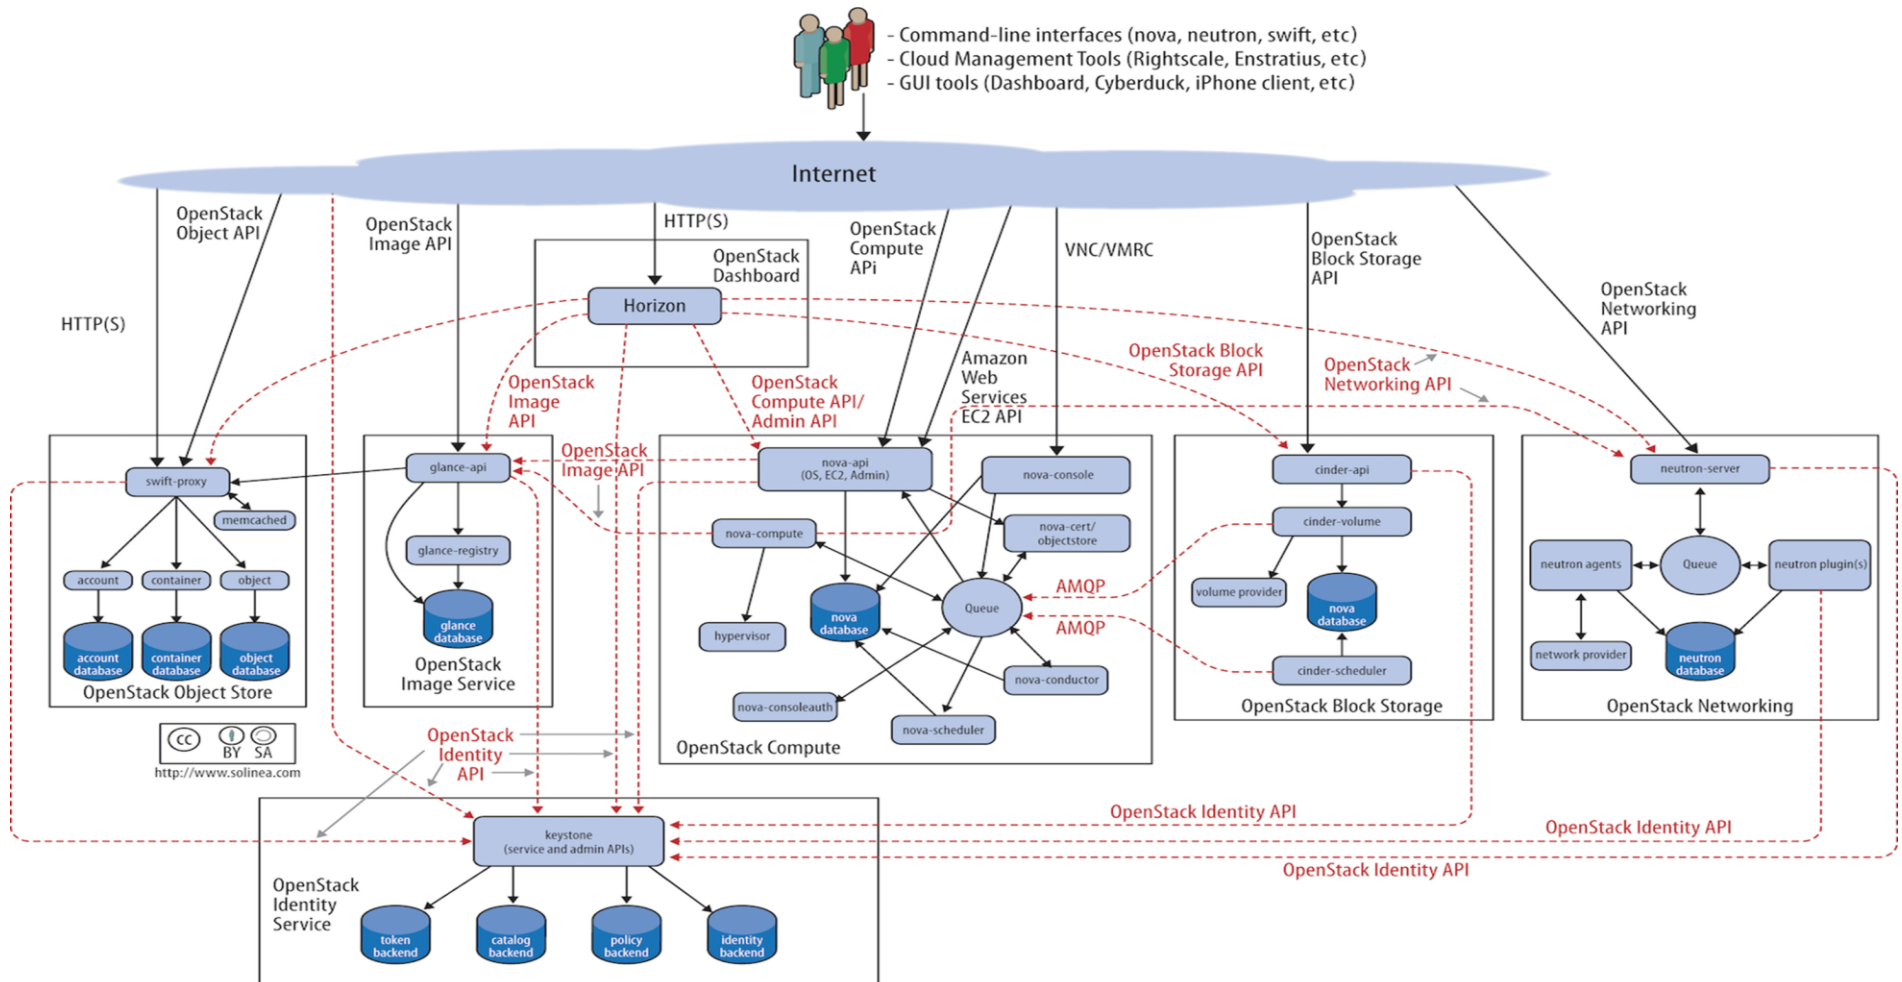 - Command-line interfaces (nova, neutron, swift, etc)
- Cloud Management Tools (Rightscale, Enstratius, etc)
- GUI tools (Dashboard, Cyberduck, iPhone client, etc)
Internet
OpenStack
Object API
OpenStack
Image API
HTTP(S)
OpenStack
Compute
APi
VNC/VMRC
OpenStack
Block Storage
API
OpenStack
Networking
API
HTTP(S)
OpenStack
Dashboard
Horizon
OpenStack
Image
API
OpenStack
Compute API/
Admin API
Amazon
Web
Services
EC2 API
OpenStack Block
Storage API
OpenStack
Networking API
OpenStack
Image API
swift-proxy
memcached
account
container
object
account
database
container
database
object
database
OpenStack Object Store
glance-api
glance-registry
glance
database
OpenStack
Image Service
nova-api
(OS, EC2, Admin)
nova-console
nova-compute
nova-cert/
objectstore
hypervisor
nova
database
Queue
nova-conductor
nova-consoleauth
nova-scheduler
OpenStack Compute
AMQP
AMQP
cinder-api
cinder-volume
volume provider
nova
database
cinder-scheduler
OpenStack Block Storage
neutron-server
neutron agents
Queue
neutron plugin(s)
network provider
neutron
database
OpenStack Networking
cc
BY SA
http://www.solinea.com
OpenStack
Identity
API
OpenStack Identity API
OpenStack Identity API
OpenStack Identity API
keystone
(service and admin APIs)
OpenStack
Identity
Service
token
backend
catalog
backend
policy
backend
identity
backend